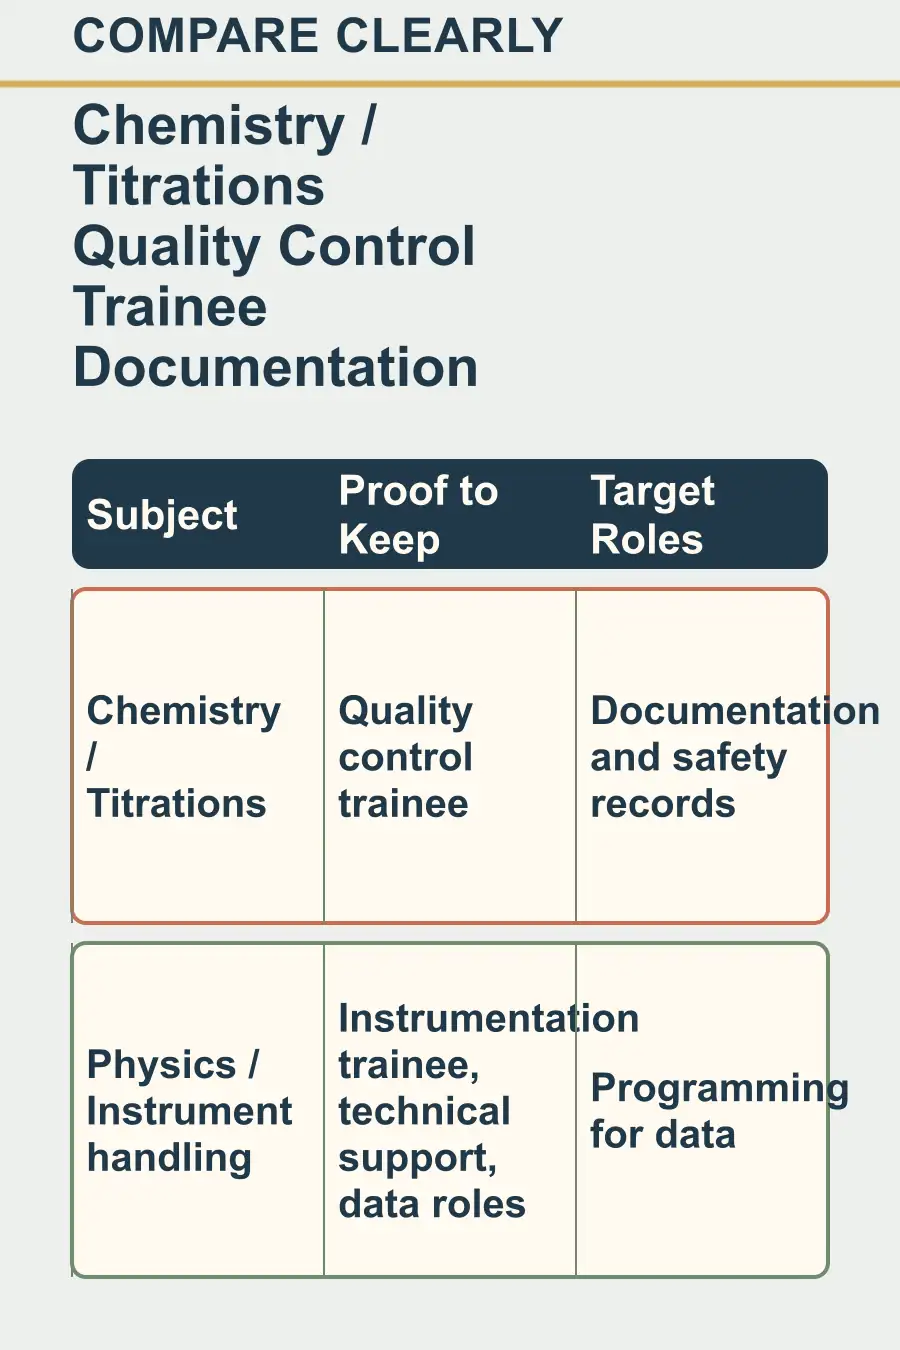 COMPARE CLEARLY
Chemistry /
Titrations
Quality Control
Trainee
Documentation
Subject
Proof to
Keep
Target
Roles
Chemistry
/
Titrations
Quality
control
trainee
Documentation
and safety
records
Physics /
Instrument
handling
Instrumentation
trainee,
technical
support,
data roles
Programming
for data